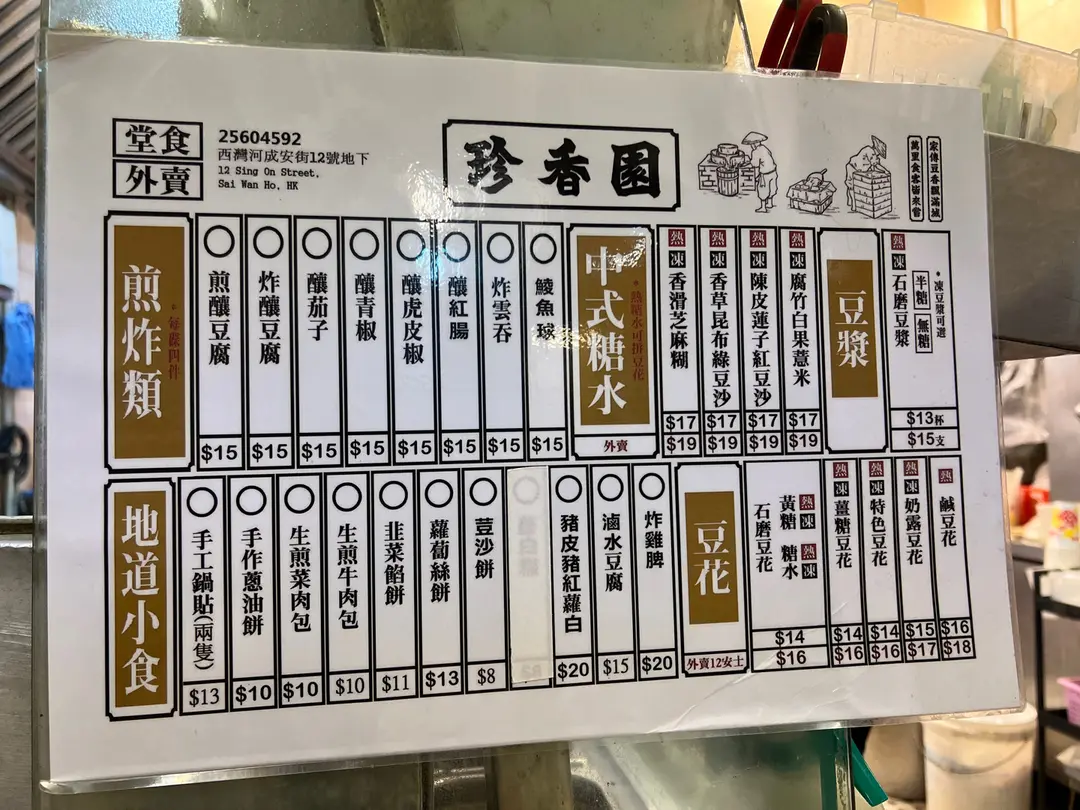 堂食
外賣
25604592
西灣河成安街12號地下
12 Sing On Street,
Sai Wan Ho, HK
珍香園
家傳豆香飄滿城
萬里食客皆來嘗
煎炸類
*每款四件
煎釀豆腐 $15
炸釀豆腐 $15
釀茄子 $15
釀青椒 $15
釀虎皮椒 $15
釀紅腸 $15
炸雲吞 $15
鯪魚球 $15
中式糖水
*熱糖水可拼豆花
外賣
熱 凍 香滑芝麻糊 $17 $19
熱 凍 香草昆布綠豆沙 $17 $19
熱 凍 陳皮蓮子紅豆沙 $17 $19
熱 凍 腐竹白果薏米 $17 $19
豆漿
熱 凍 石磨豆漿
*凍豆漿可選
半糖 無糖
$13杯
$15支
地道小食
手工鍋貼(兩隻) $13
手作蔥油餅 $10
生煎菜肉包 $10
生煎牛肉包 $10
韭菜餡餅 $11
蘿蔔絲餅 $13
荳沙餅 $8
豬皮豬紅蘿白 $20
滷水豆腐 $15
炸雞脾 $20
豆花
外賣12安士
石磨豆花
黃糖 熱 凍
糖水 熱 凍
$14
$16
熱 凍 薑糖豆花 $14 $16
熱 凍 特色豆花 $14 $16
熱 凍 奶露豆花 $15 $17
熱 鹹豆花 $16 $18